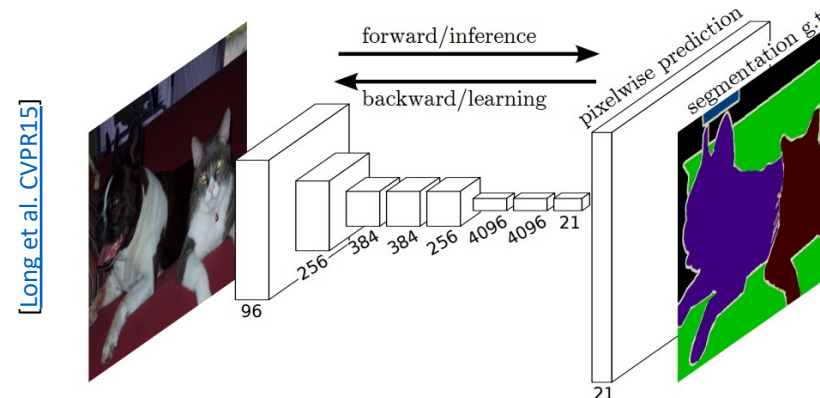 [Long et al. CVPR15]
forward/inference
backward/learning
pixelwise prediction
segmentation g.t.
96
256
384
384
256
4096
4096
21
21